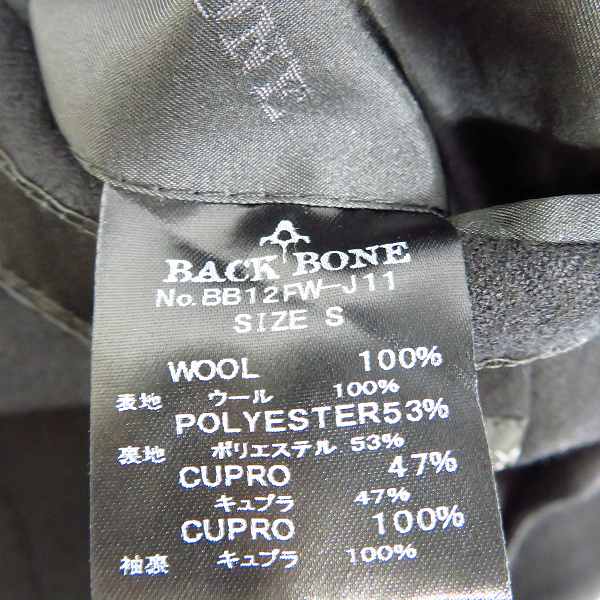 BACK BONE
No. BB12FW-J11
SIZE S
WOOL 100%
表地 ウール 100%
POLYESTER53%
裏地 ポリエステル 53%
CUPRO 47%
キュプラ 47%
CUPRO 100%
袖裏 キュプラ 100%